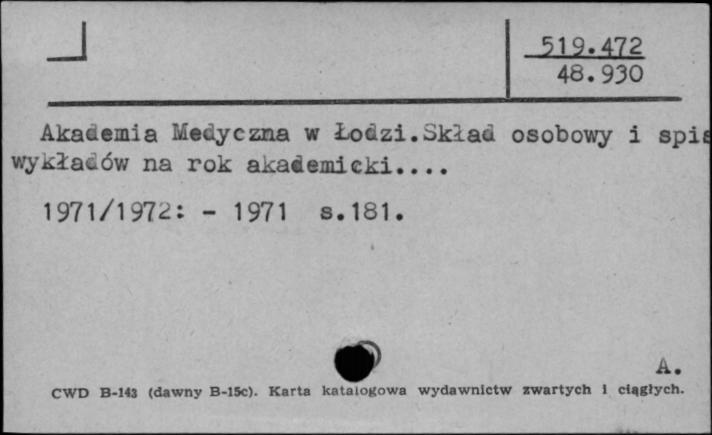 519.472
48.930
Akademia Medyczna w Łodzi.Skład osobowy i spis
wykładów na rok akademicki....
1971/1972: - 1971 s.181.
A.
CWD B-143 (dawny B-15c). Karta katalogowa wydawnictw zwartych i ciągłych.